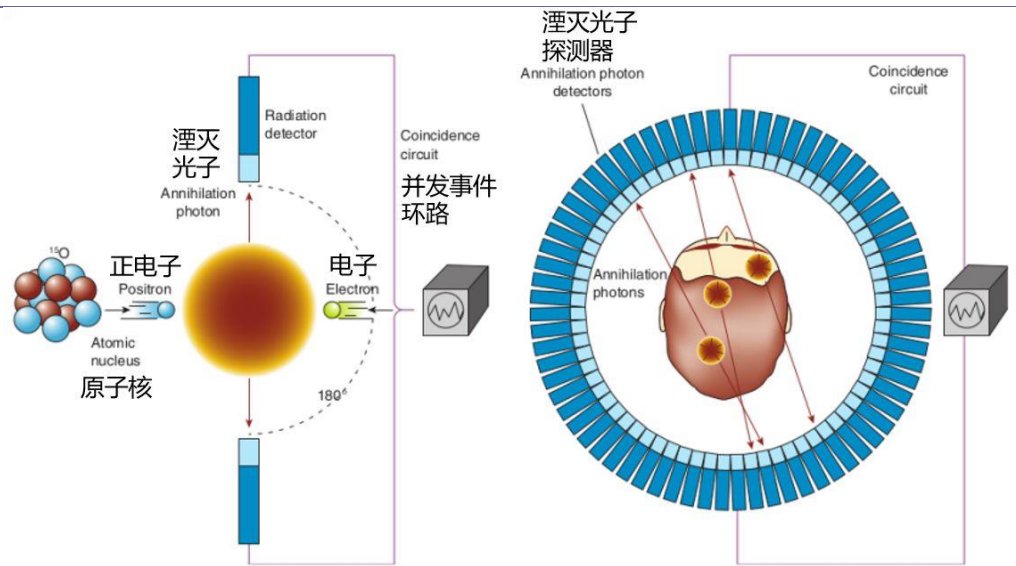 Radiation
detector
湮灭
光子
Annihilation
photon
Coincidence
circuit
并发事件
环路
¹⁵O
正电子
Positron
电子
Electron
Atomic
nucleus
原子核
180°
湮灭光子
探测器
Annihilation photon
detectors
Coincidence
circuit
Annihilation
photons